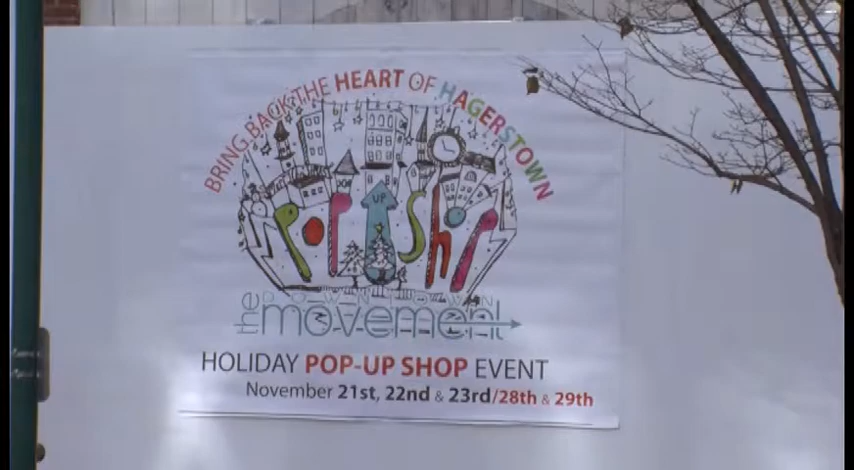 BRING BACK THE HEART OF HAGERSTOWN
UP
POP Shop
the DOWNTOWN
movement
HOLIDAY POP-UP SHOP EVENT
November 21st, 22nd & 23rd/28th & 29th